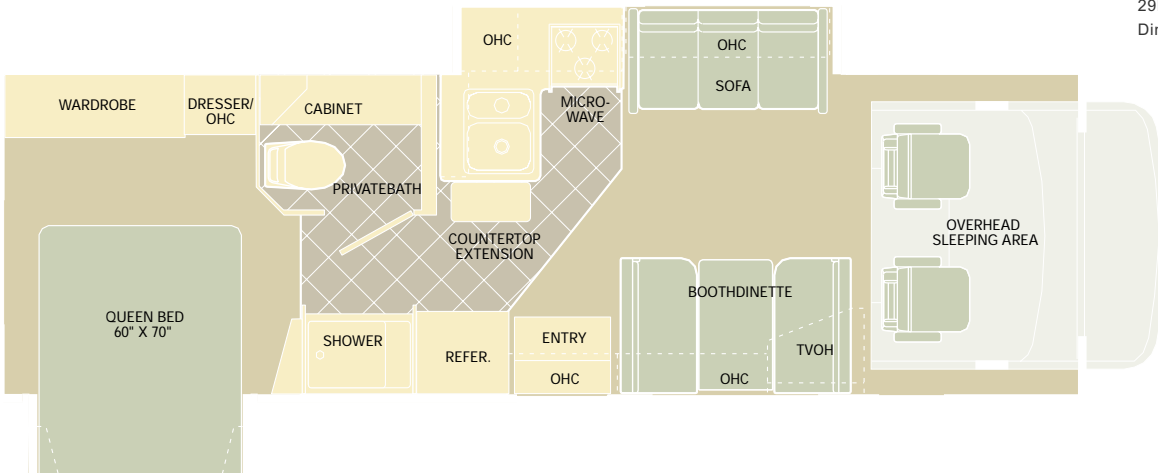 29
Dir
OHC
OHC
SOFA
WARDROBE
DRESSER/
OHC
CABINET
MICRO-
WAVE
PRIVATEBATH
COUNTERTOP
EXTENSION
OVERHEAD
SLEEPING AREA
QUEEN BED
60" X 70"
BOOTHDINETTE
SHOWER
REFER.
ENTRY
OHC
TVOH
OHC